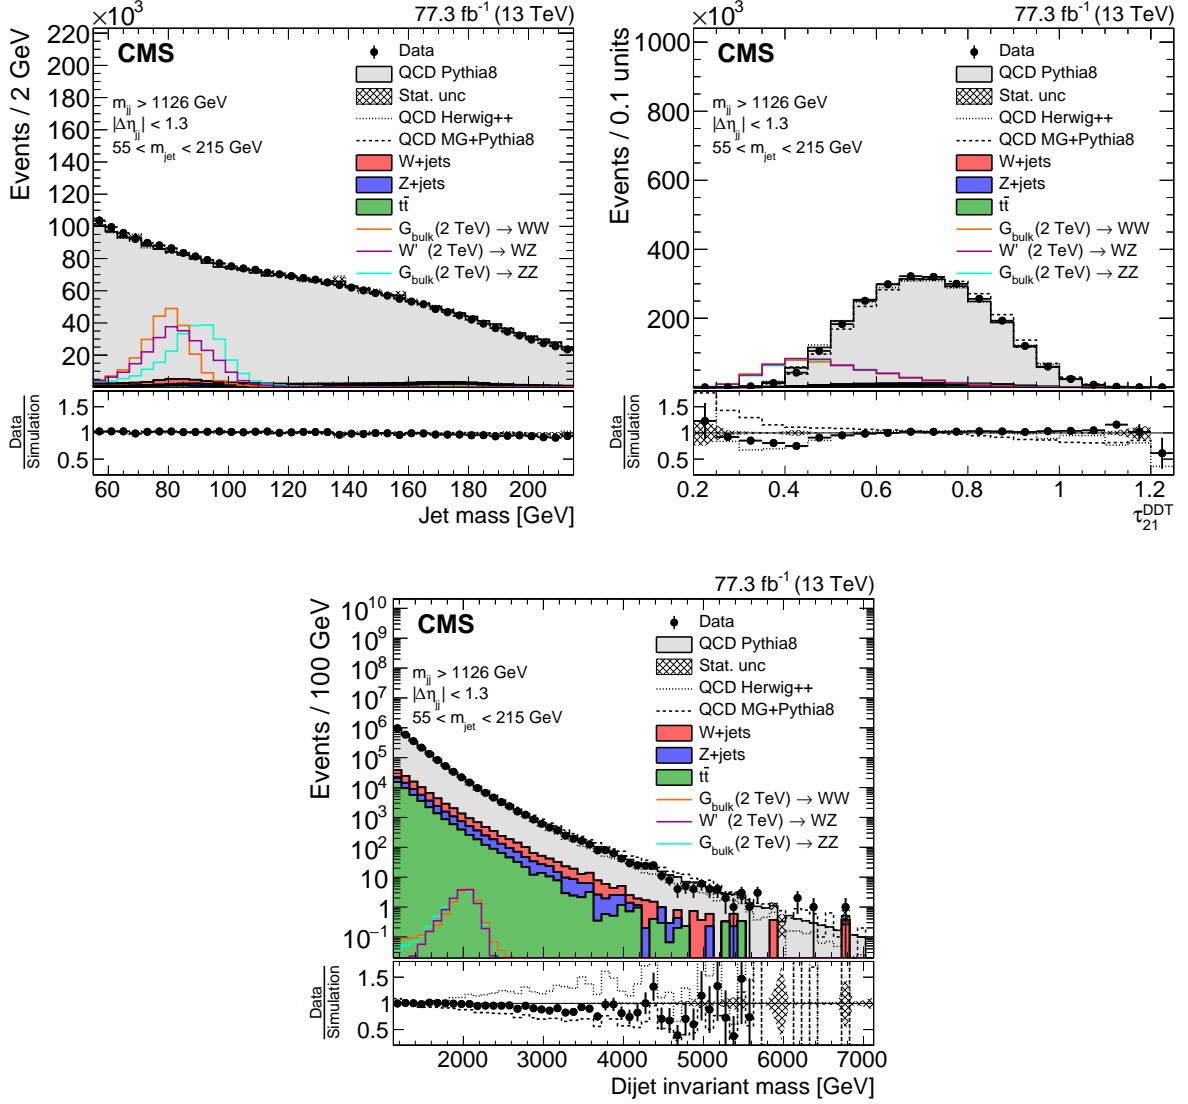 ×10³ 77.3 fb⁻¹ (13 TeV)
CMS
Events / 2 GeV
220
200
180
160
140
120
100
80
60
40
20
m_jj > 1126 GeV
|Δη_jj| < 1.3
55 < m_jet < 215 GeV
Data
QCD Pythia8
Stat. unc
QCD Herwig++
QCD MG+Pythia8
W+jets
Z+jets
tt̄
G_bulk(2 TeV) → WW
W' (2 TeV) → WZ
G_bulk(2 TeV) → ZZ
Data
Simulation
1.5
1
0.5
60 80 100 120 140 160 180 200
Jet mass [GeV]
×10³ 77.3 fb⁻¹ (13 TeV)
CMS
Events / 0.1 units
1000
800
600
400
200
m_jj > 1126 GeV
|Δη_jj| < 1.3
55 < m_jet < 215 GeV
Data
QCD Pythia8
Stat. unc
QCD Herwig++
QCD MG+Pythia8
W+jets
Z+jets
tt̄
G_bulk(2 TeV) → WW
W' (2 TeV) → WZ
G_bulk(2 TeV) → ZZ
Data
Simulation
1.5
1
0.5
0.2 0.4 0.6 0.8 1 1.2
τ₂₁^DDT
77.3 fb⁻¹ (13 TeV)
CMS
Events / 100 GeV
10¹⁰
10⁹
10⁸
10⁷
10⁶
10⁵
10⁴
10³
10²
10
1
10⁻¹
m_jj > 1126 GeV
|Δη_jj| < 1.3
55 < m_jet < 215 GeV
Data
QCD Pythia8
Stat. unc
QCD Herwig++
QCD MG+Pythia8
W+jets
Z+jets
tt̄
G_bulk(2 TeV) → WW
W' (2 TeV) → WZ
G_bulk(2 TeV) → ZZ
Data
Simulation
1.5
1
0.5
2000 3000 4000 5000 6000 7000
Dijet invariant mass [GeV]